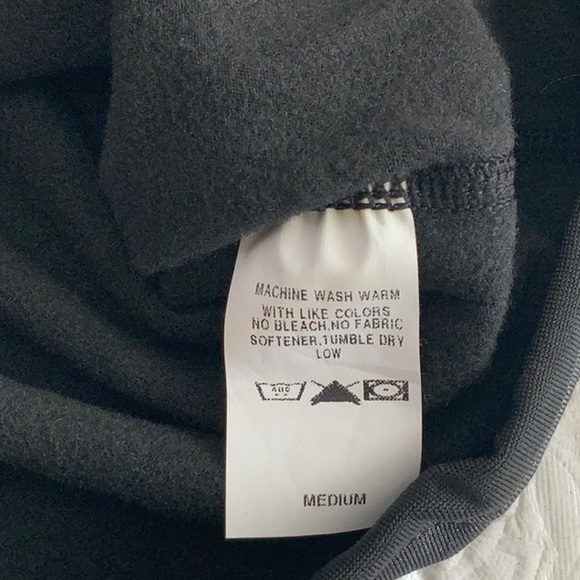 MACHINE WASH WARM
WITH LIKE COLORS
NO BLEACH.NO FABRIC
SOFTENER.TUMBLE DRY
LOW
MEDIUM